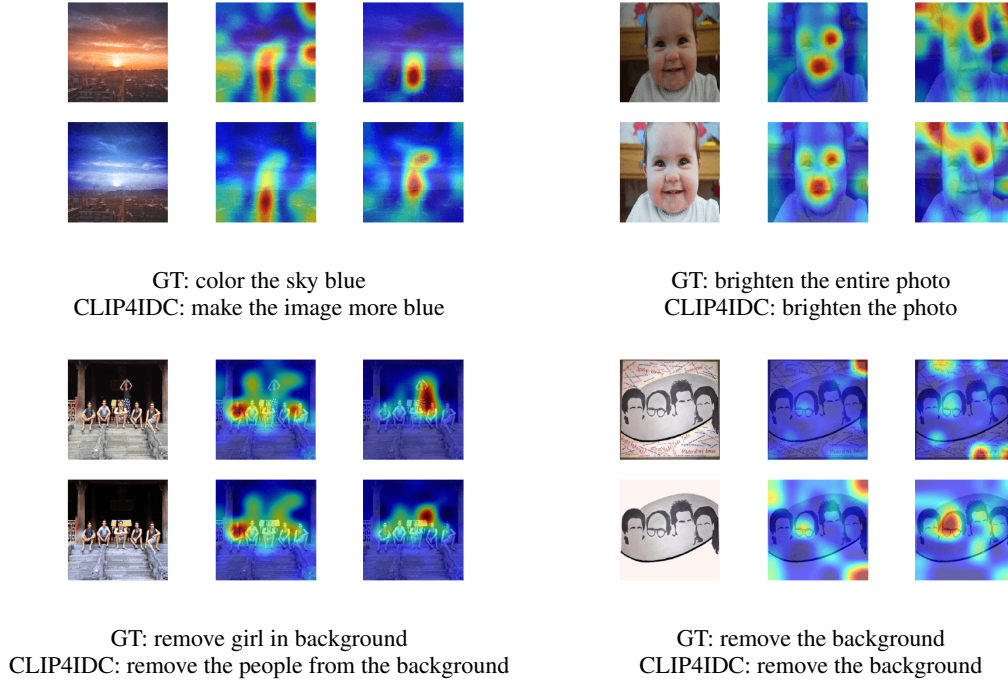 GT: color the sky blue
CLIP4IDC: make the image more blue
GT: brighten the entire photo
CLIP4IDC: brighten the photo
GT: remove girl in background
CLIP4IDC: remove the people from the background
GT: remove the background
CLIP4IDC: remove the background